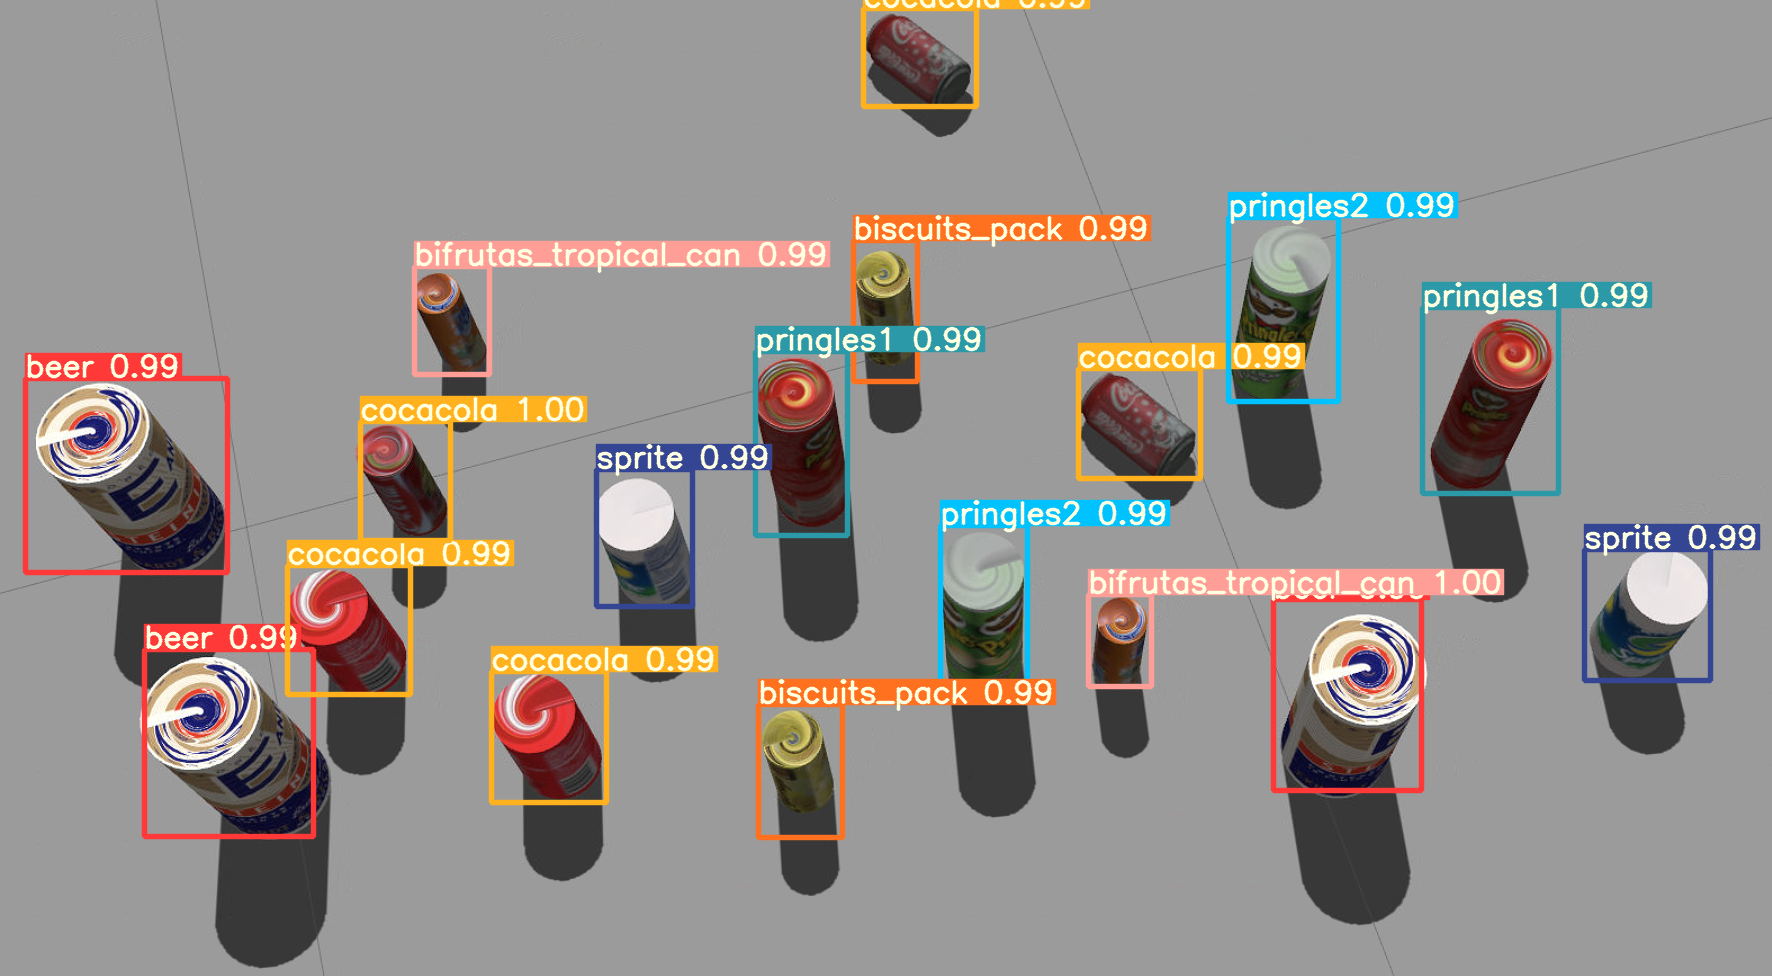 cocacola 0.99
pringles2 0.99
biscuits_pack 0.99
bifrutas_tropical_can 0.99
pringles1 0.99
pringles1 0.99
cocacola 0.99
beer 0.99
cocacola 1.00
sprite 0.99
pringles2 0.99
sprite 0.99
cocacola 0.99
bifrutas_tropical_can 1.00
beer 0.99
cocacola 0.99
biscuits_pack 0.99
Pringles